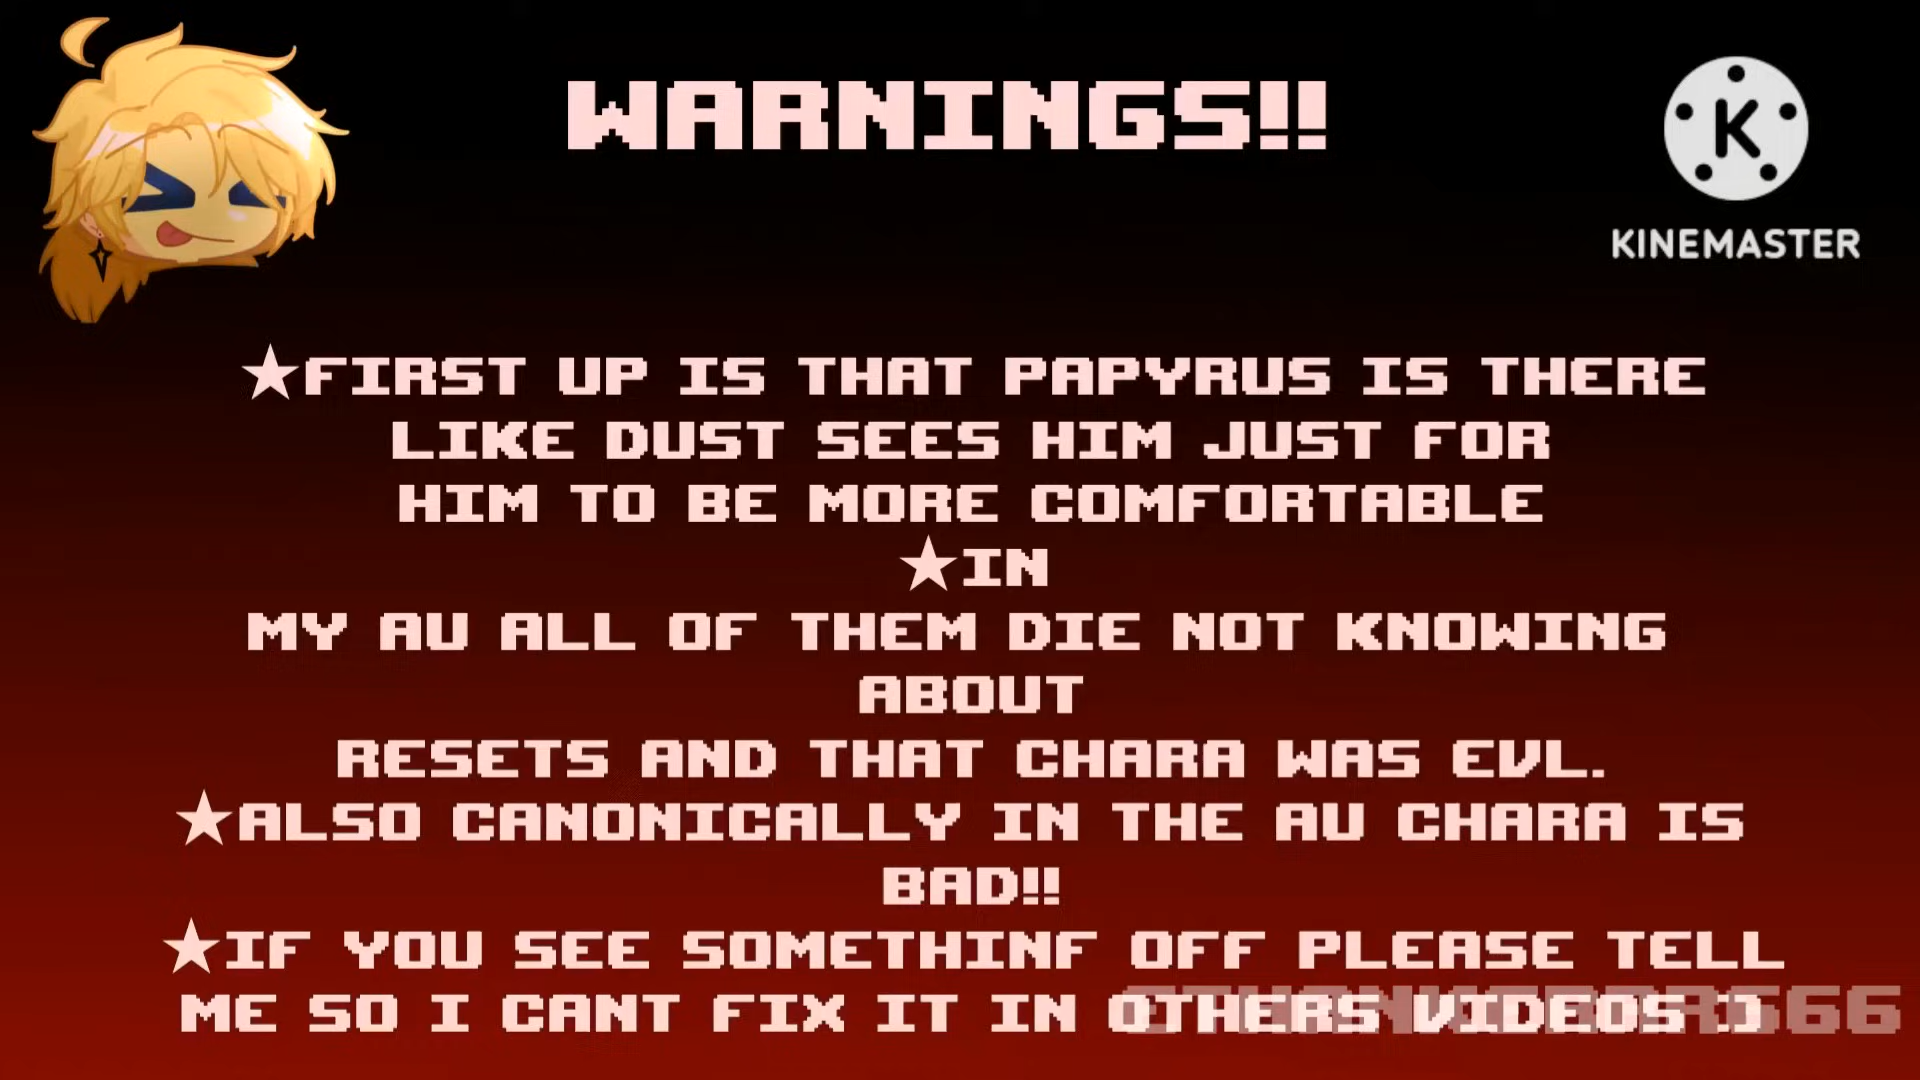 WARNINGS!!
K
KINEMASTER
★FIRST UP IS THAT PAPYRUS IS THERE
LIKE DUST SEES HIM JUST FOR
HIM TO BE MORE COMFORTABLE
★IN
MY AU ALL OF THEM DIE NOT KNOWING
ABOUT
RESETS AND THAT CHARA WAS EVL.
★ALSO CANONICALLY IN THE AU CHARA IS
BAD!!
★IF YOU SEE SOMETHINF OFF PLEASE TELL
ME SO I CANT FIX IT IN OTHERS VIDEOS :)